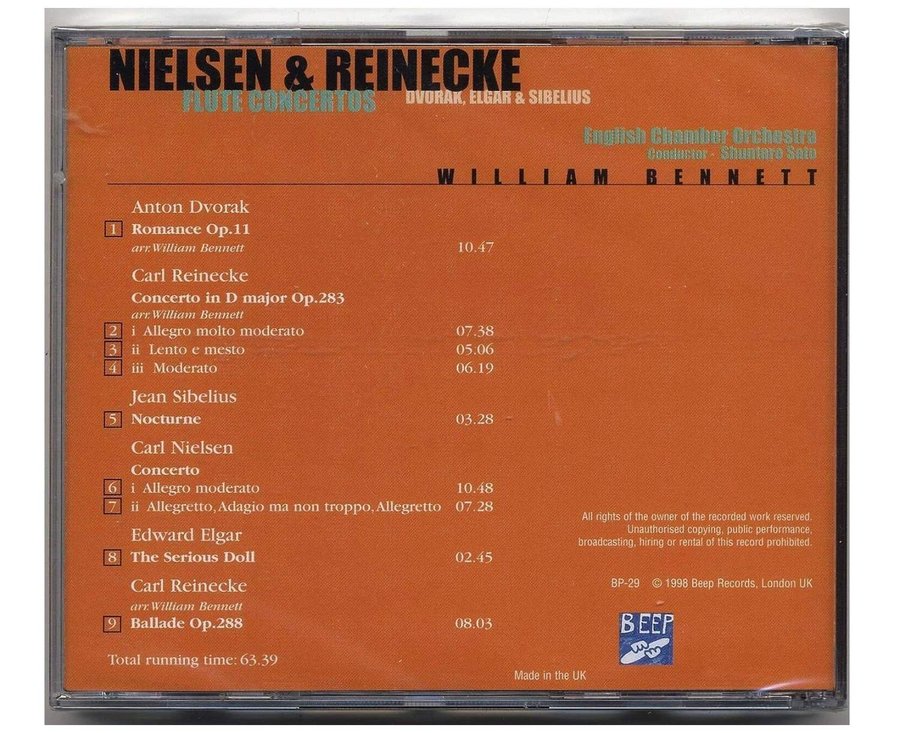 NIELSEN & REINECKE
FLUTE CONCERTOS DVORAK, ELGAR & SIBELIUS
English Chamber Orchestra
Conductor - Shuntaro Sato
WILLIAM BENNETT
Anton Dvorak
1 Romance Op.11
arr.William Bennett 10.47
Carl Reinecke
Concerto in D major Op.283
arr.William Bennett
2 i Allegro molto moderato 07.38
3 ii Lento e mesto 05.06
4 iii Moderato 06.19
Jean Sibelius
5 Nocturne 03.28
Carl Nielsen
Concerto
6 i Allegro moderato 10.48
7 ii Allegretto,Adagio ma non troppo,Allegretto 07.28
Edward Elgar
8 The Serious Doll 02.45
Carl Reinecke
arr.William Bennett
9 Ballade Op.288 08.03
Total running time: 63.39
All rights of the owner of the recorded work reserved.
Unauthorised copying, public performance,
broadcasting, hiring or rental of this record prohibited.
BP-29 © 1998 Beep Records, London UK
BEEP
Made in the UK